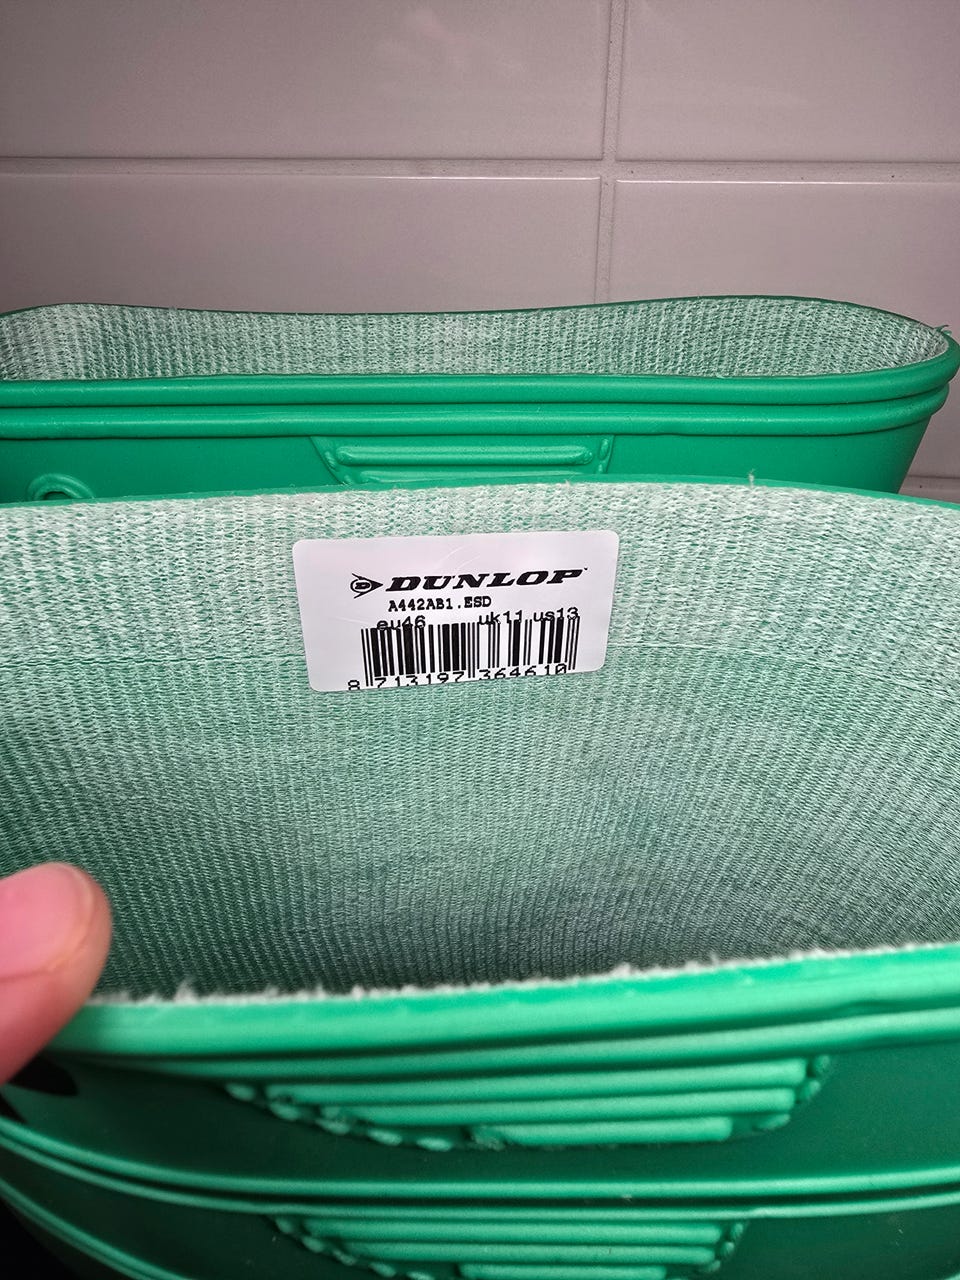 DUNLOP
A442AB1.ESD
eu46 uk11 us13
8 713197 364610